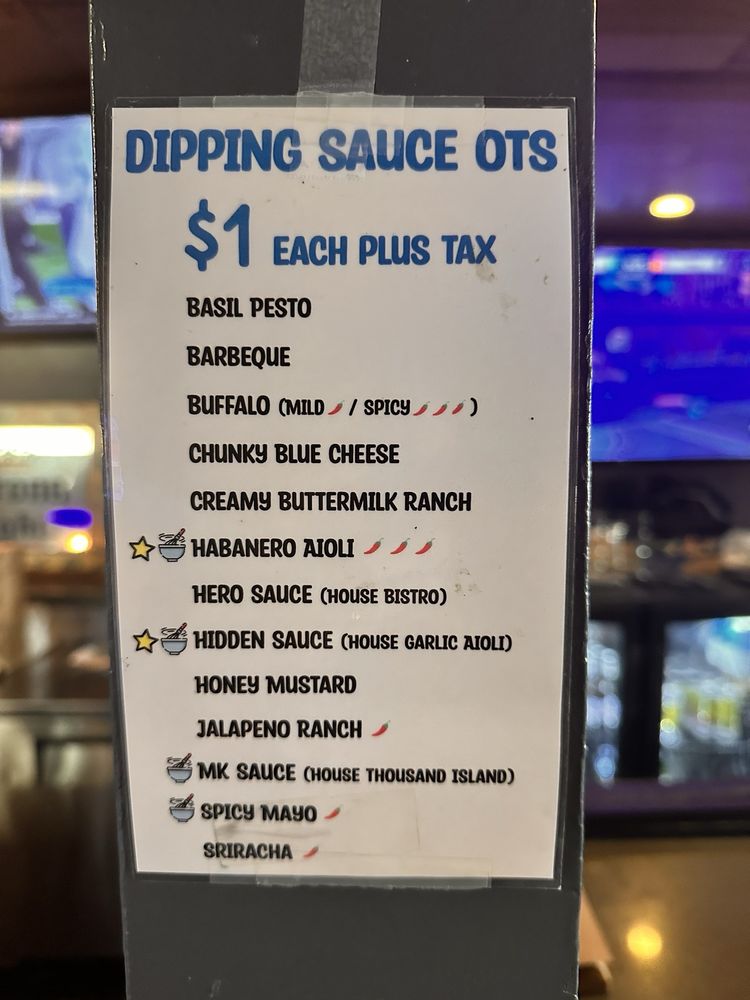 DIPPING SAUCE OTS
$1 EACH PLUS TAX
BASIL PESTO
BARBEQUE
BUFFALO (MILD / SPICY)
CHUNKY BLUE CHEESE
CREAMY BUTTERMILK RANCH
HABANERO AIOLI
HERO SAUCE (HOUSE BISTRO)
HIDDEN SAUCE (HOUSE GARLIC AIOLI)
HONEY MUSTARD
JALAPENO RANCH
MK SAUCE (HOUSE THOUSAND ISLAND)
SPICY MAYO
SRIRACHA